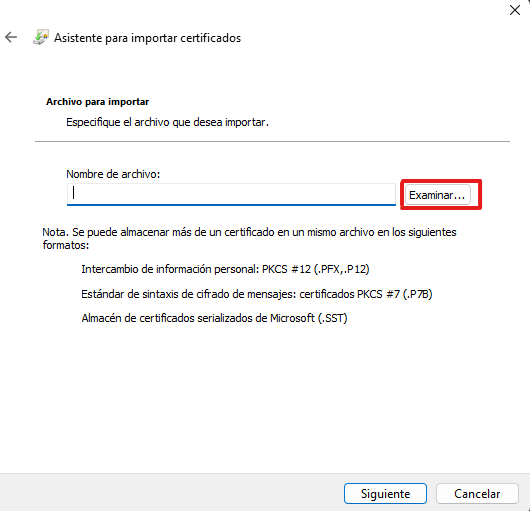 Asistente para importar certificados
Archivo para importar
Especifique el archivo que desea importar.
Nombre de archivo:
Examinar...
Nota. Se puede almacenar más de un certificado en un mismo archivo en los siguientes
formatos:
Intercambio de información personal: PKCS #12 (.PFX,.P12)
Estándar de sintaxis de cifrado de mensajes: certificados PKCS #7 (.P7B)
Almacén de certificados serializados de Microsoft (.SST)
Siguiente
Cancelar